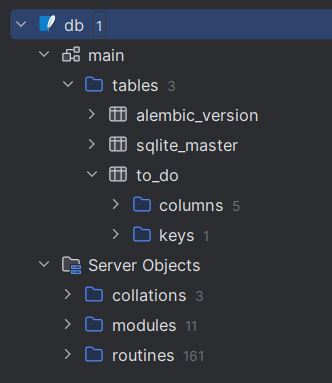 db 1
main
tables 3
alembic_version
sqlite_master
to_do
columns 5
keys 1
Server Objects
collations 3
modules 11
routines 161